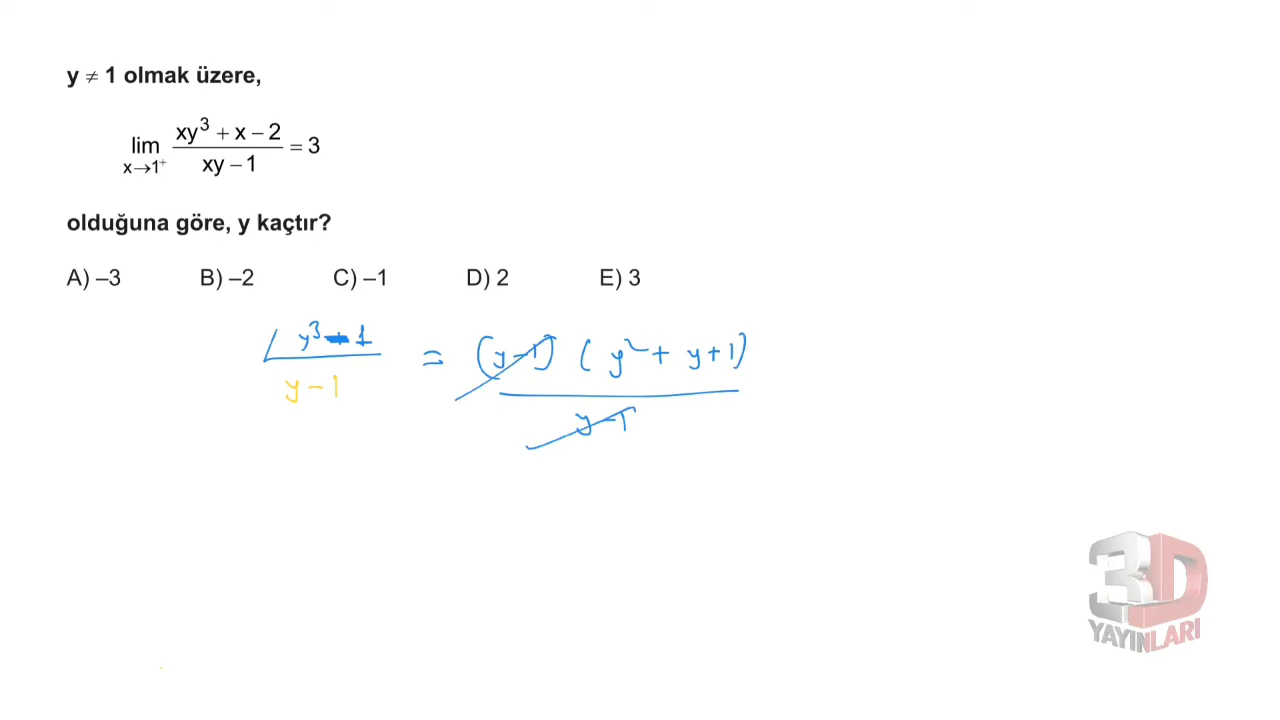 y ≠ 1 olmak üzere,
lim x→1⁺ xy³ + x – 2 / xy – 1 = 3
olduğuna göre, y kaçtır?
A) –3 B) –2 C) –1 D) 2 E) 3
y³ - 1 / y - 1 = (y - 1) (y² + y + 1) / y - 1
3D
YAYINLARI